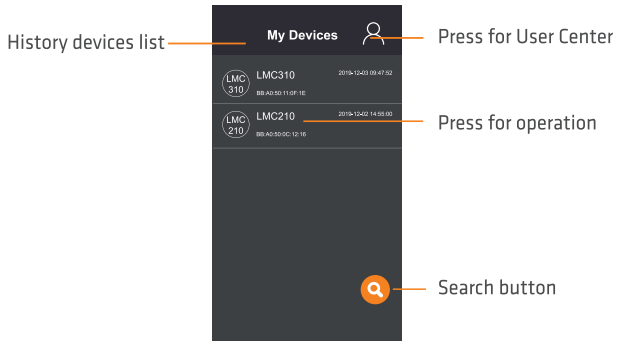 History devices list
My Devices
Press for User Center
LMC
310
LMC310
2019-12-03 09:47:52
BB:A0:50:11:0F:1E
LMC
210
LMC210
2019-12-02 14:55:00
BB:A0:50:0C:12:16
Press for operation
Search button